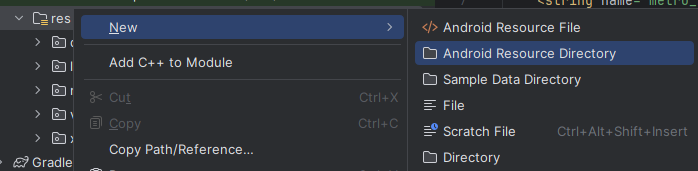 <string name="metro_
res
New
Android Resource File
Android Resource Directory
Add C++ to Module
Sample Data Directory
Cut Ctrl+X
File
Copy Ctrl+C
Scratch File Ctrl+Alt+Shift+Insert
Copy Path/Reference...
Directory
Gradle